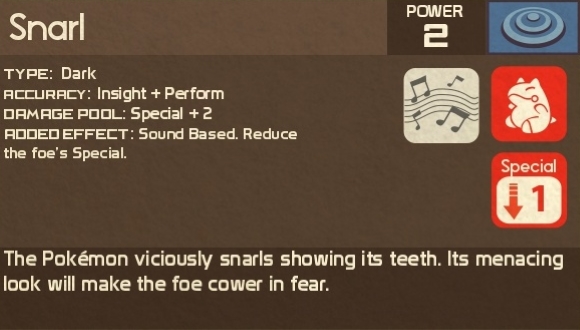 Snarl
POWER
2
TYPE: Dark
ACCURACY: Insight + Perform
DAMAGE POOL: Special + 2
ADDED EFFECT: Sound Based. Reduce
the foe's Special.
Special
1
The Pokémon viciously snarls showing its teeth. Its menacing
look will make the foe cower in fear.